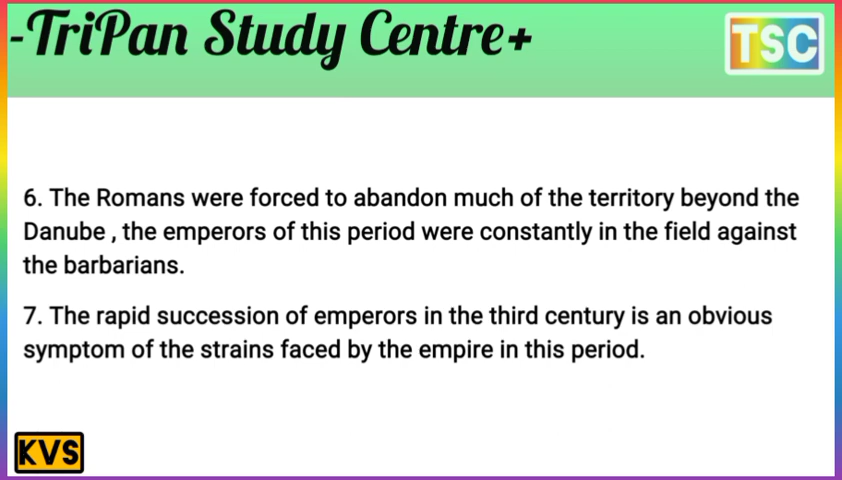 -TriPan Study Centre+
TSC
6. The Romans were forced to abandon much of the territory beyond the
Danube , the emperors of this period were constantly in the field against
the barbarians.
7. The rapid succession of emperors in the third century is an obvious
symptom of the strains faced by the empire in this period.
KVS